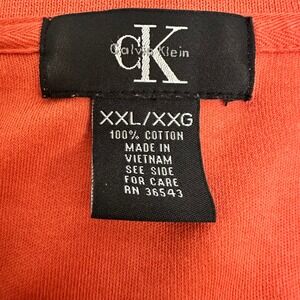 cK
Calvin Klein
XXL/XXG
100% COTTON
MADE IN
VIETNAM
SEE SIDE
FOR CARE
RN 36543